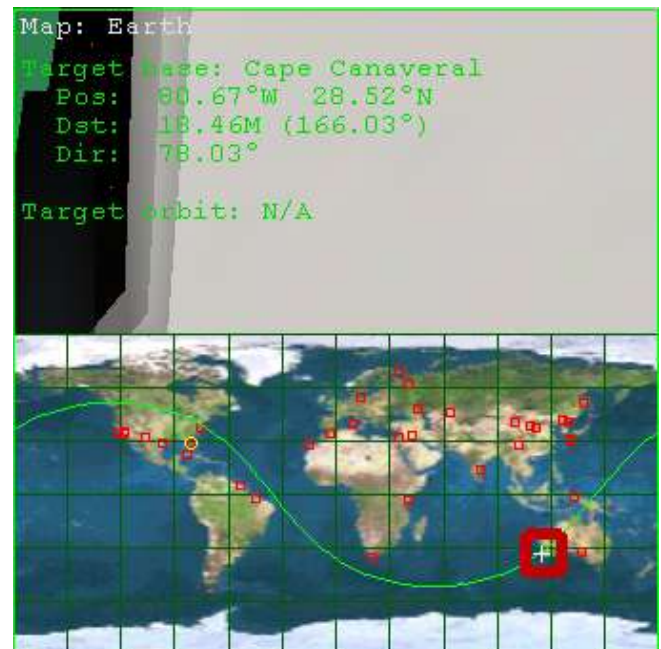 Map: Earth
Target base: Cape Canaveral
Pos: 80.67°W 28.52°N
Dst: 18.46M (166.03°)
Dir: 78.03°
Target orbit: N/A